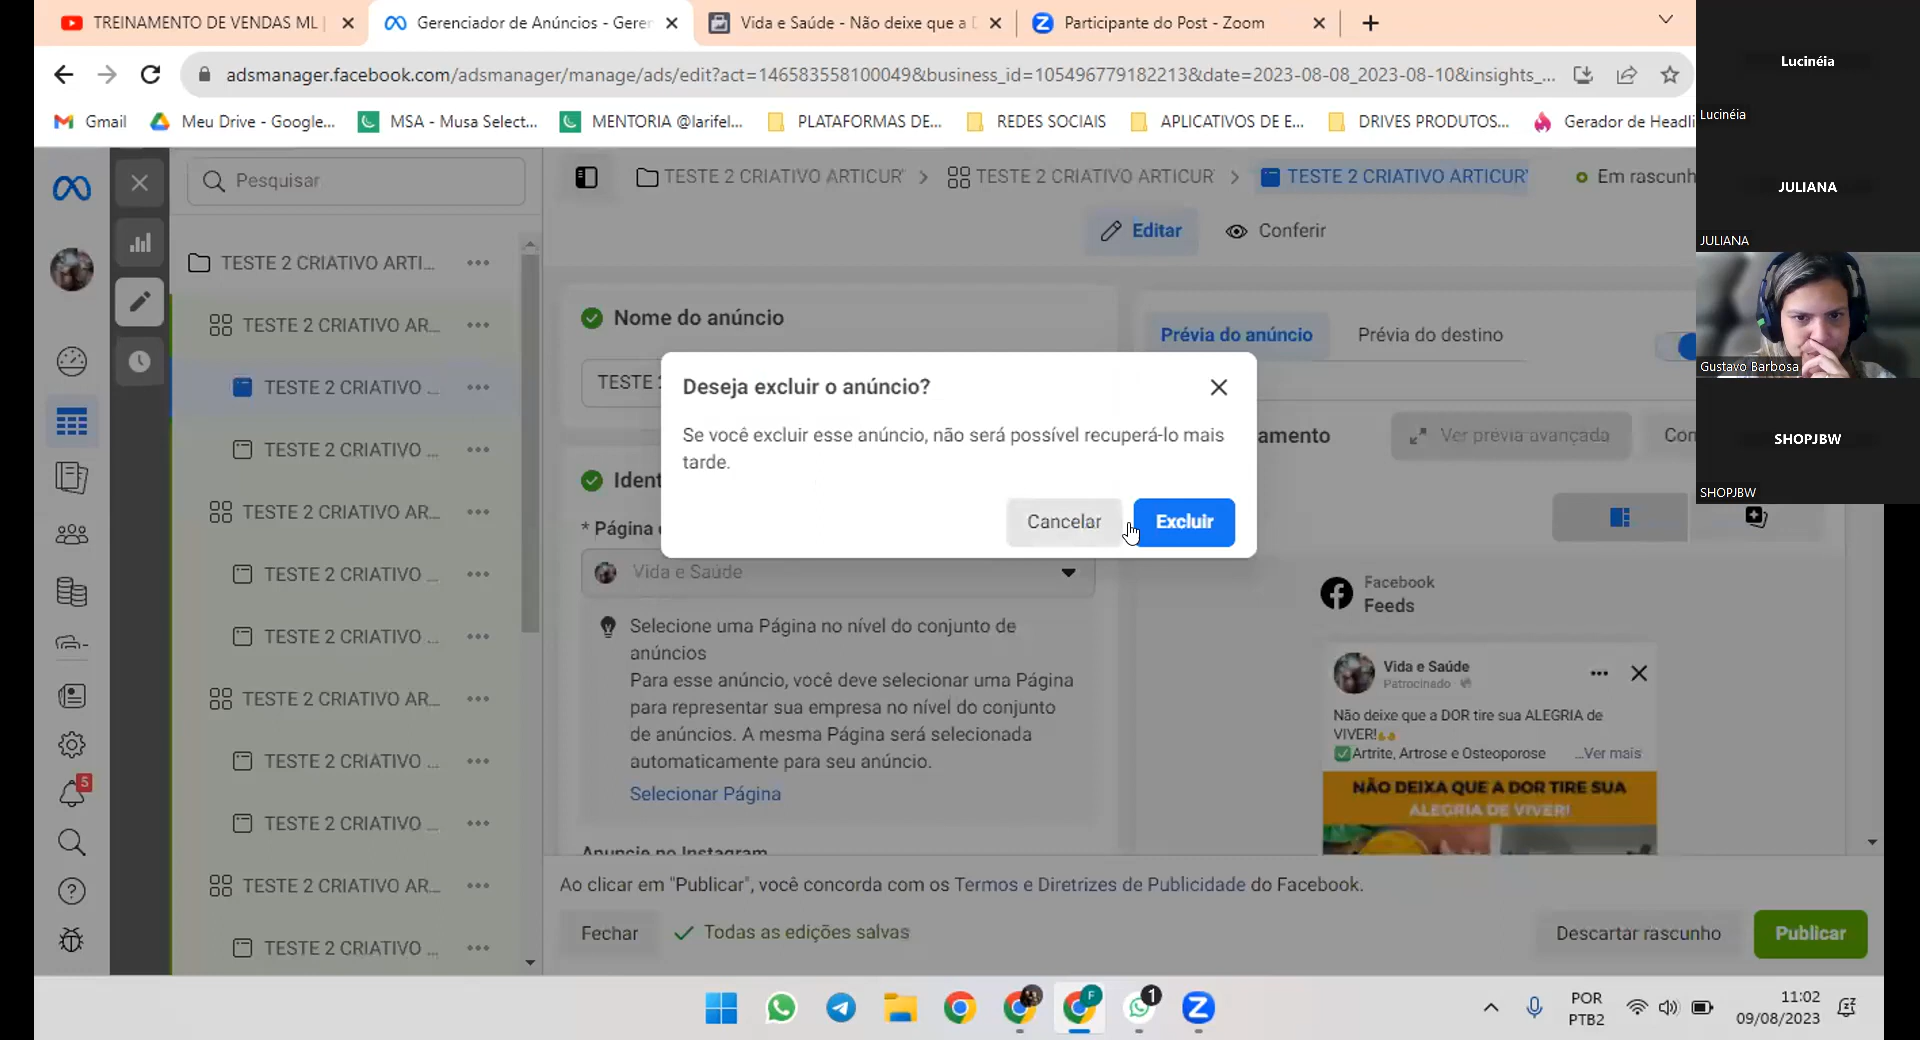 TREINAMENTO DE VENDAS ML |
Gerenciador de Anúncios - Geren
Vida e Saúde - Não deixe que a D
Participante do Post - Zoom
adsmanager.facebook.com/adsmanager/manage/ads/edit?act=146583558100049&business_id=105496779182213&date=2023-08-08_2023-08-10&insights_...
Gmail
Meu Drive - Google...
MSA - Musa Select...
MENTORIA @larifel...
PLATAFORMAS DE...
REDES SOCIAIS
APLICATIVOS DE E...
DRIVES PRODUTOS...
Gerador de Headli
Pesquisar
TESTE 2 CRIATIVO ARTICUR
TESTE 2 CRIATIVO ARTICUR
TESTE 2 CRIATIVO ARTICUR
Em rascunh
Editar
Conferir
TESTE 2 CRIATIVO ARTI...
TESTE 2 CRIATIVO AR...
TESTE 2 CRIATIVO ...
TESTE 2 CRIATIVO ...
TESTE 2 CRIATIVO AR...
TESTE 2 CRIATIVO ...
TESTE 2 CRIATIVO ...
TESTE 2 CRIATIVO AR...
TESTE 2 CRIATIVO ...
TESTE 2 CRIATIVO ...
TESTE 2 CRIATIVO AR...
TESTE 2 CRIATIVO ...
5
Nome do anúncio
TESTE
Ident
* Página
Vida e Saúde
Selecione uma Página no nível do conjunto de
anúncios
Para esse anúncio, você deve selecionar uma Página
para representar sua empresa no nível do conjunto
de anúncios. A mesma Página será selecionada
automaticamente para seu anúncio.
Selecionar Página
Anuncie no Instagram
Deseja excluir o anúncio?
Se você excluir esse anúncio, não será possível recuperá-lo mais
tarde.
Cancelar
Excluir
Prévia do anúncio
Prévia do destino
amento
Ver prévia avançada
Con
Facebook
Feeds
Vida e Saúde
Patrocinado
Não deixe que a DOR tire sua ALEGRIA de
VIVER!🙌
✅Artrite, Artrose e Osteoporose
...Ver mais
NÃO DEIXA QUE A DOR TIRE SUA
ALEGRIA DE VIVER!
Ao clicar em "Publicar", você concorda com os Termos e Diretrizes de Publicidade do Facebook.
Fechar
Todas as edições salvas
Descartar rascunho
Publicar
Lucinéia
Lucinéia
JULIANA
JULIANA
Gustavo Barbosa
SHOPJBW
SHOPJBW
F
1
POR
PTB2
11:02
09/08/2023